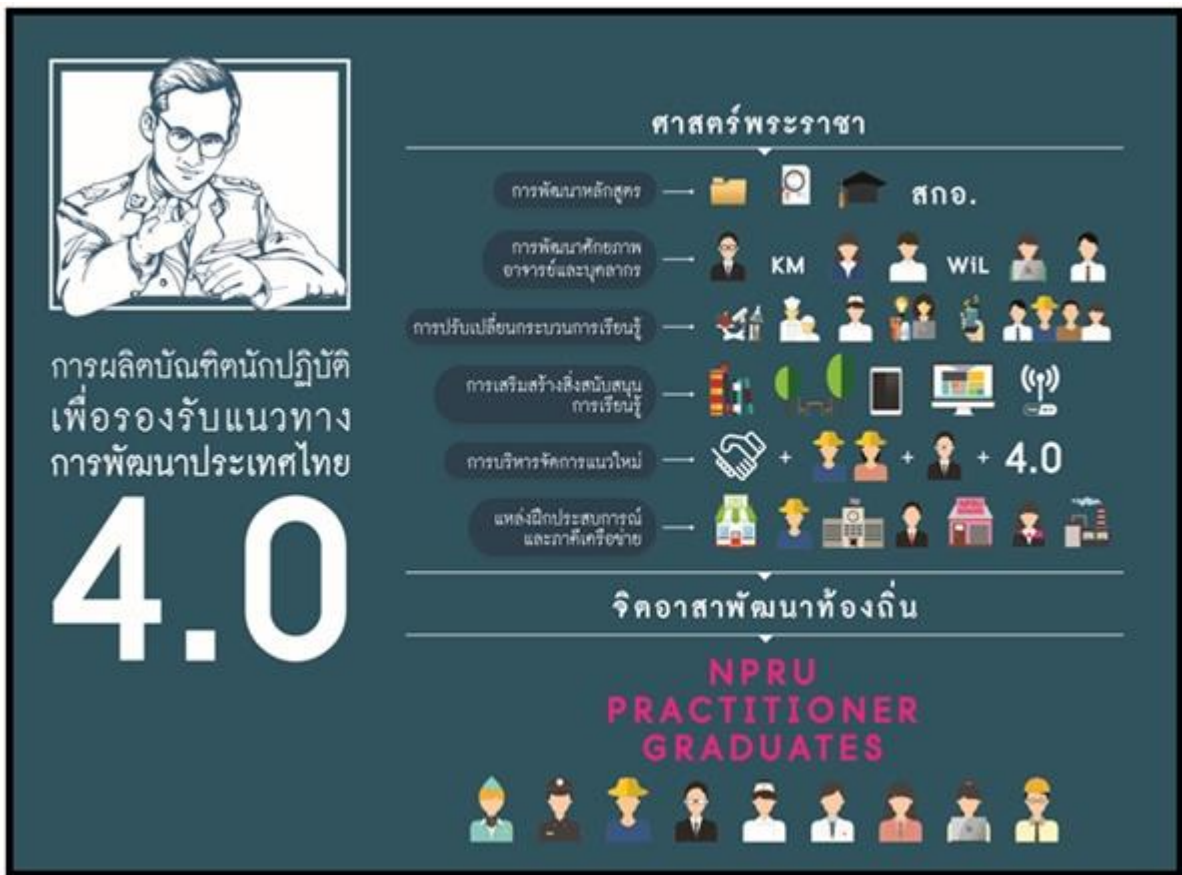 การผลิตบัณฑิตนักปฏิบัติ
เพื่อรองรับแนวทาง
การพัฒนาประเทศไทย
4.0
ศาสตร์พระราชา
การพัฒนาหลักสูตร
สกอ.
การพัฒนาศักยภาพ
อาจารย์และบุคลากร
KM
WiL
การปรับเปลี่ยนกระบวนการเรียนรู้
การเสริมสร้างสิ่งสนับสนุน
การเรียนรู้
การบริหารจัดการแนวใหม่
+ + + 4.0
แหล่งฝึกประสบการณ์
และภาคีเครือข่าย
จิตอาสาพัฒนาท้องถิ่น
NPRU
PRACTITIONER
GRADUATES